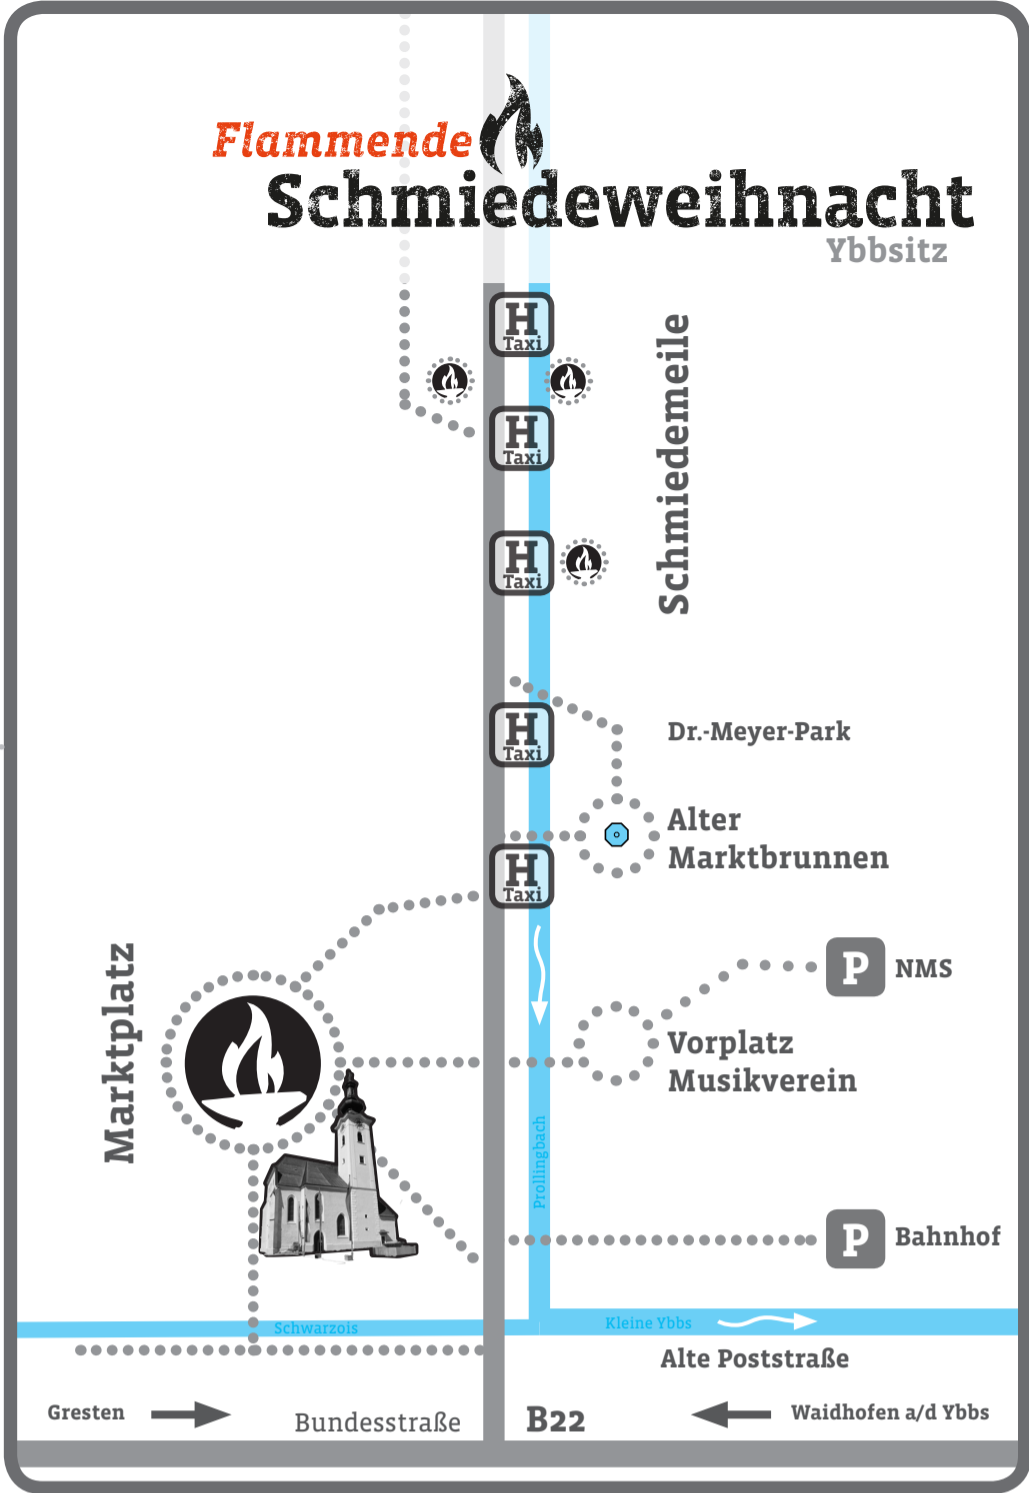 Flammende
Schmiedeweihnacht
Ybbsitz
H
Taxi
H
Taxi
Schmiedemeile
H
Taxi
H
Taxi
Dr.-Meyer-Park
Alter
Marktbrunnen
H
Taxi
Marktplatz
P NMS
Vorplatz
Musikverein
Prollingbach
P Bahnhof
Schwarzois
Kleine Ybbs
Alte Poststraße
Gresten
Bundesstraße
B22
Waidhofen a/d Ybbs